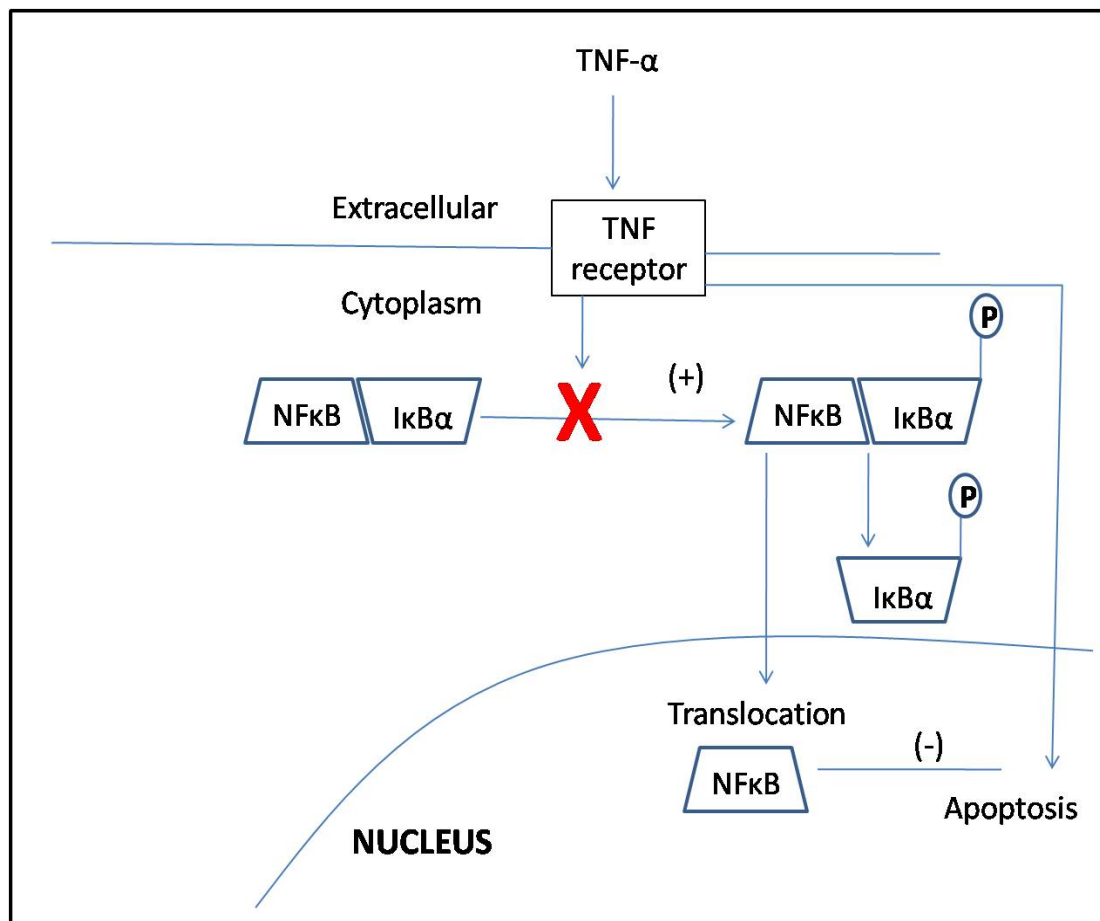 TNF-α
Extracellular
TNF
receptor
Cytoplasm
P
(+)
NFκB
IκBα
X
NFκB
IκBα
P
IκBα
Translocation
(-)
NFκB
Apoptosis
NUCLEUS